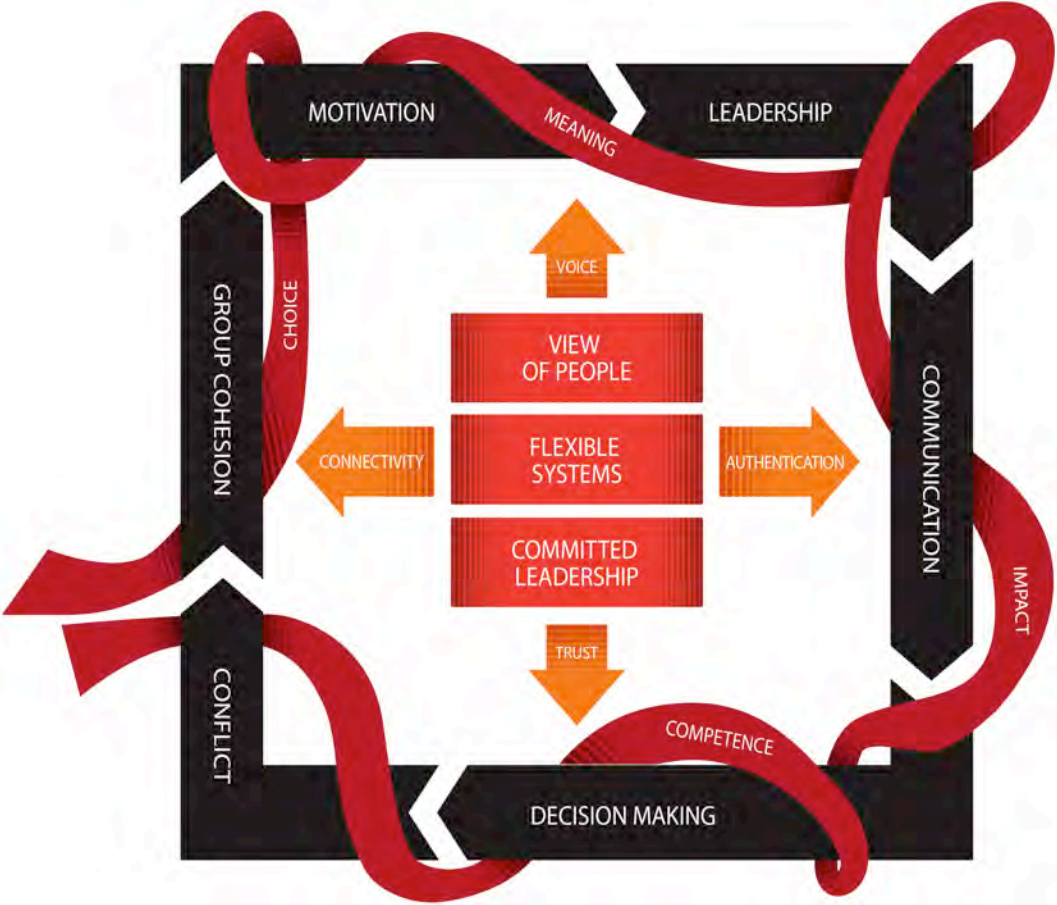 MOTIVATION
LEADERSHIP
MEANING
VOICE
CHOICE
GROUP COHESION
VIEW
OF PEOPLE
COMMUNICATION
CONNECTIVITY
FLEXIBLE
SYSTEMS
AUTHENTICATION
COMMITTED
LEADERSHIP
IMPACT
TRUST
CONFLICT
COMPETENCE
DECISION MAKING